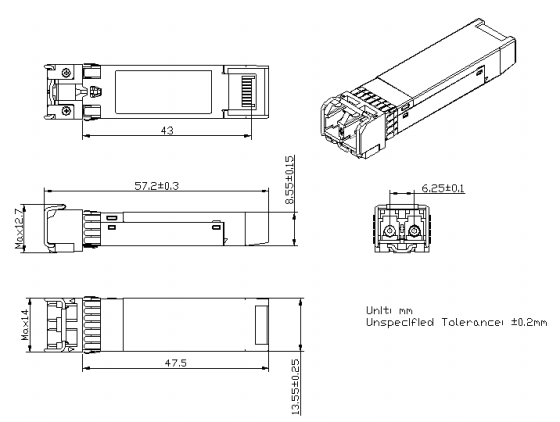 43
57.2±0.3
8.55±0.15
Max12.7
6.25±0.1
Max14
47.5
13.55±0.25
Unit: mm
Unspecified Tolerance: ±0.2mm